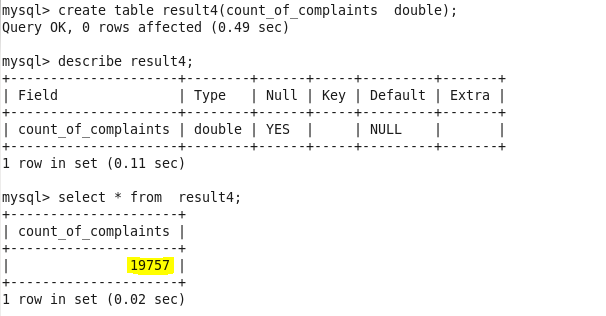 mysql> create table result4(count_of_complaints  double);
Query OK, 0 rows affected (0.49 sec)
mysql> describe result4;
+---------------------+--------+------+-----+---------+-------+
| Field               | Type   | Null | Key | Default | Extra |
+---------------------+--------+------+-----+---------+-------+
| count_of_complaints | double | YES  |     | NULL    |       |
+---------------------+--------+------+-----+---------+-------+
1 row in set (0.11 sec)
mysql> select * from  result4;
+---------------------+
| count_of_complaints |
+---------------------+
|               19757 |
+---------------------+
1 row in set (0.02 sec)